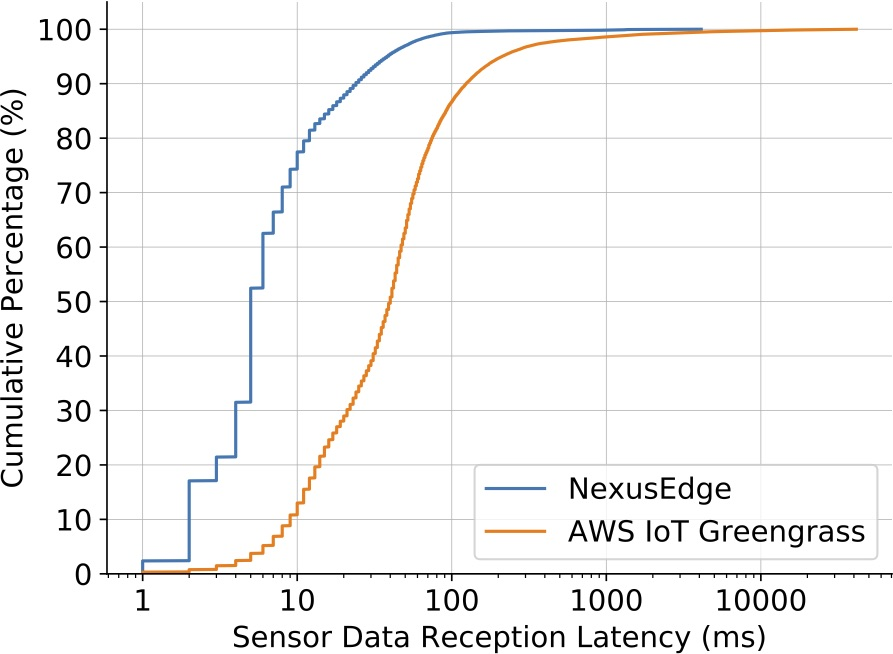 Cumulative Percentage (%)
100
90
80
70
60
50
40
30
20
10
0
NexusEdge
AWS IoT Greengrass
1 10 100 1000 10000
Sensor Data Reception Latency (ms)